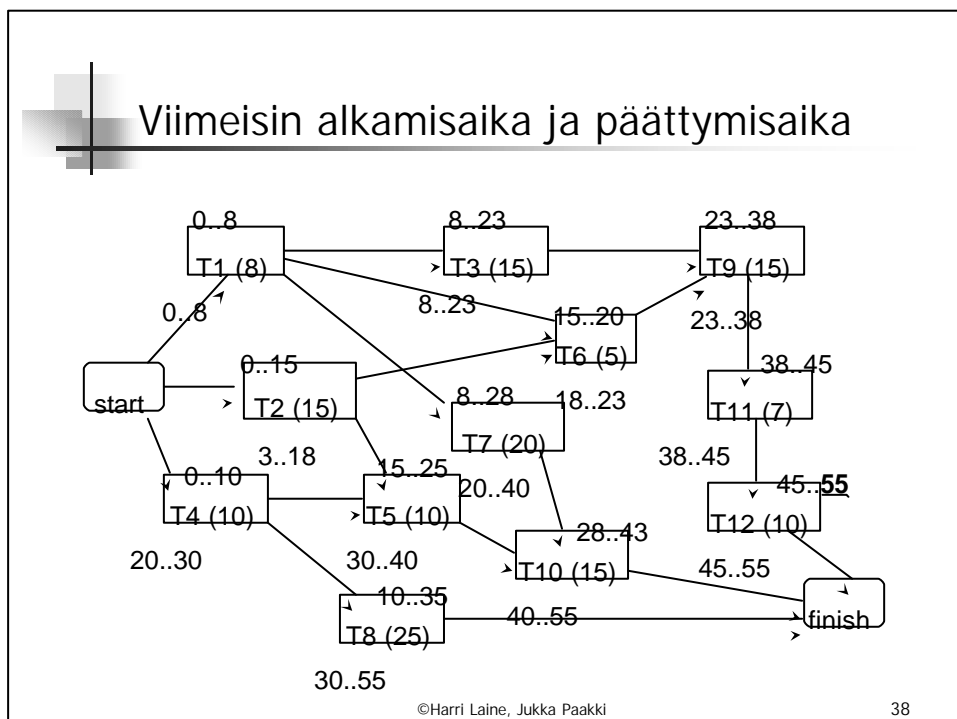 Viimeisin alkamisaika ja päättymisaika
0..8
8..23
23..38
T1 (8)
T3 (15)
T9 (15)
0..8
8..23
15..20
23..38
T6 (5)
0..15
38..45
start
T2 (15)
8..28
18..23
T11 (7)
T7 (20)
3..18
38..45
0..10
15..25
20..40
45..55
T4 (10)
T5 (10)
T12 (10)
28..43
20..30
30..40
T10 (15)
45..55
10..35
40..55
finish
T8 (25)
30..55
©Harri Laine, Jukka Paakki
38